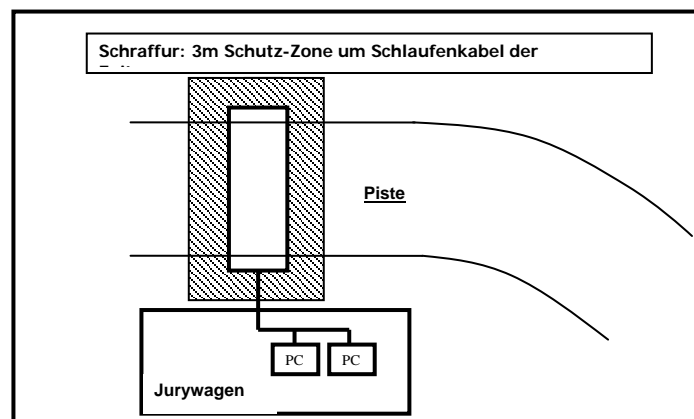 Schraffur: 3m Schutz-Zone um Schlaufenkabel der
Piste
PC PC
Jurywagen